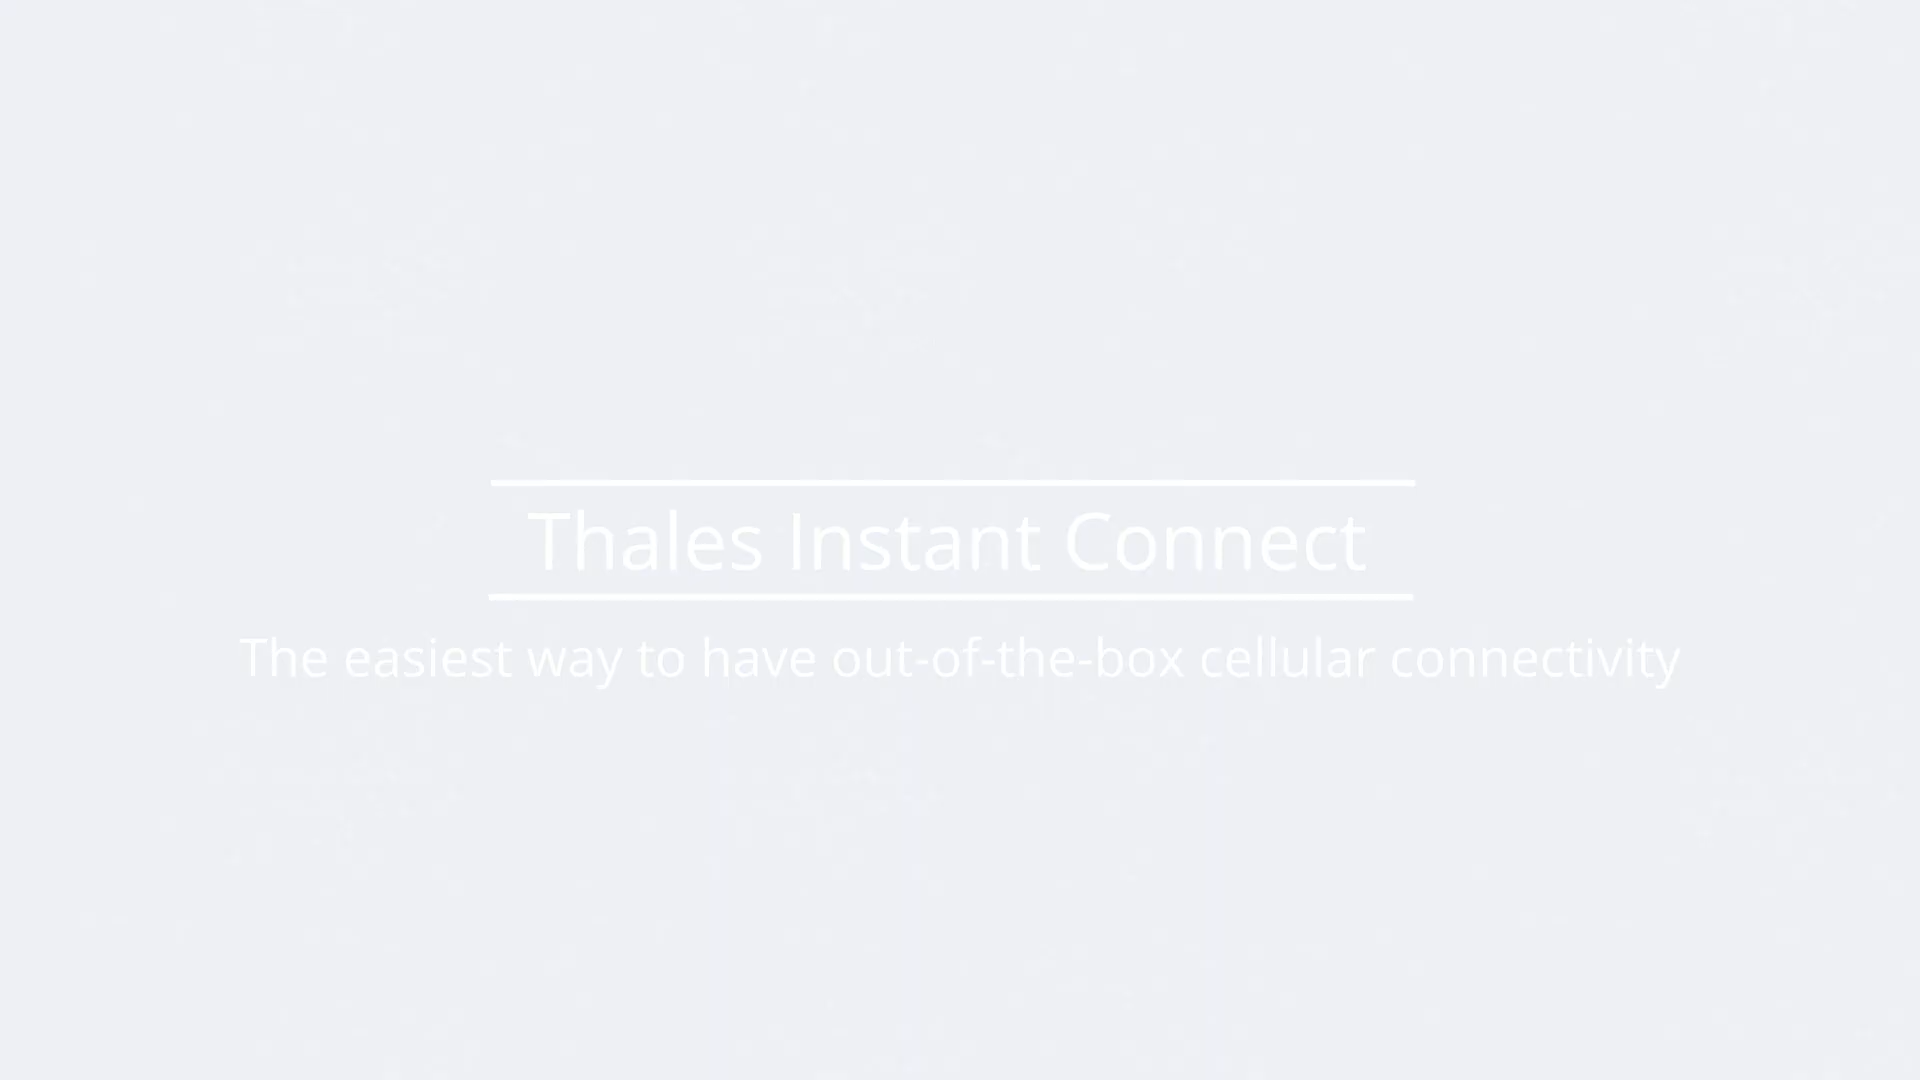 Thales Instant Connect
The easiest way to have out-of-the-box cellular connectivity